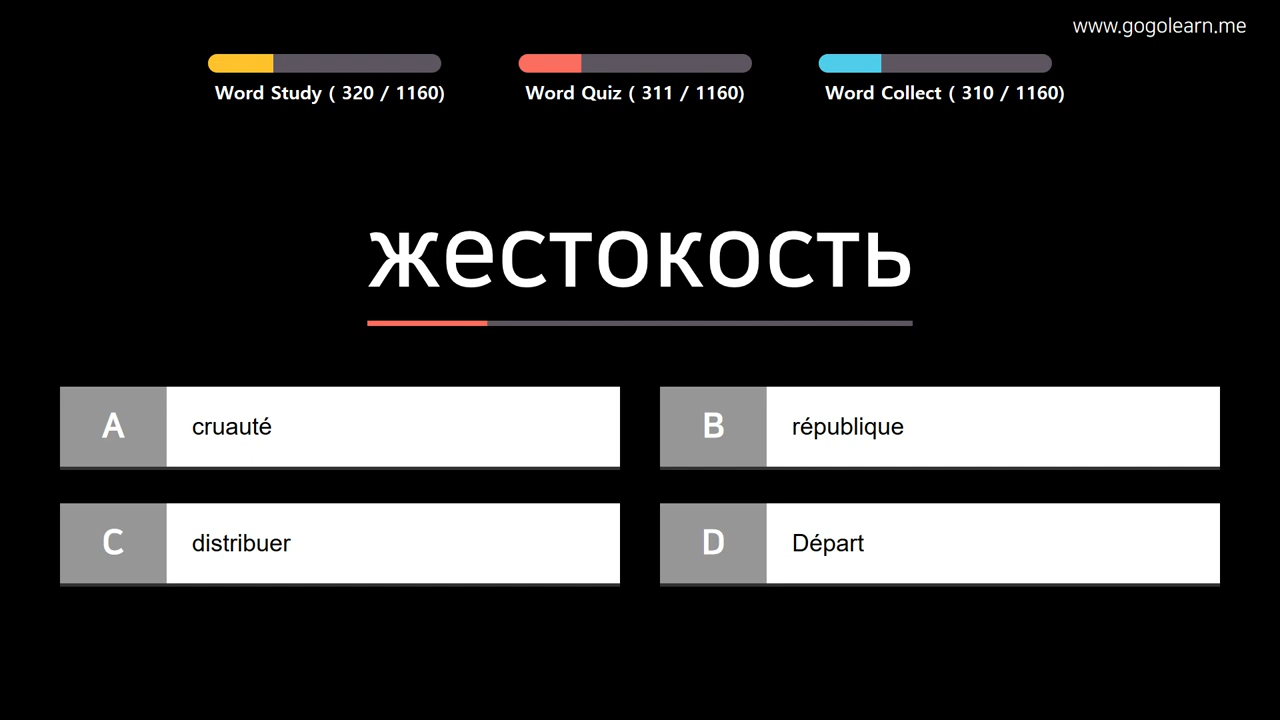 www.gogolearn.me
Word Study ( 320 / 1160)
Word Quiz ( 311 / 1160)
Word Collect ( 310 / 1160)
жестокость
A
cruauté
B
république
C
distribuer
D
Départ